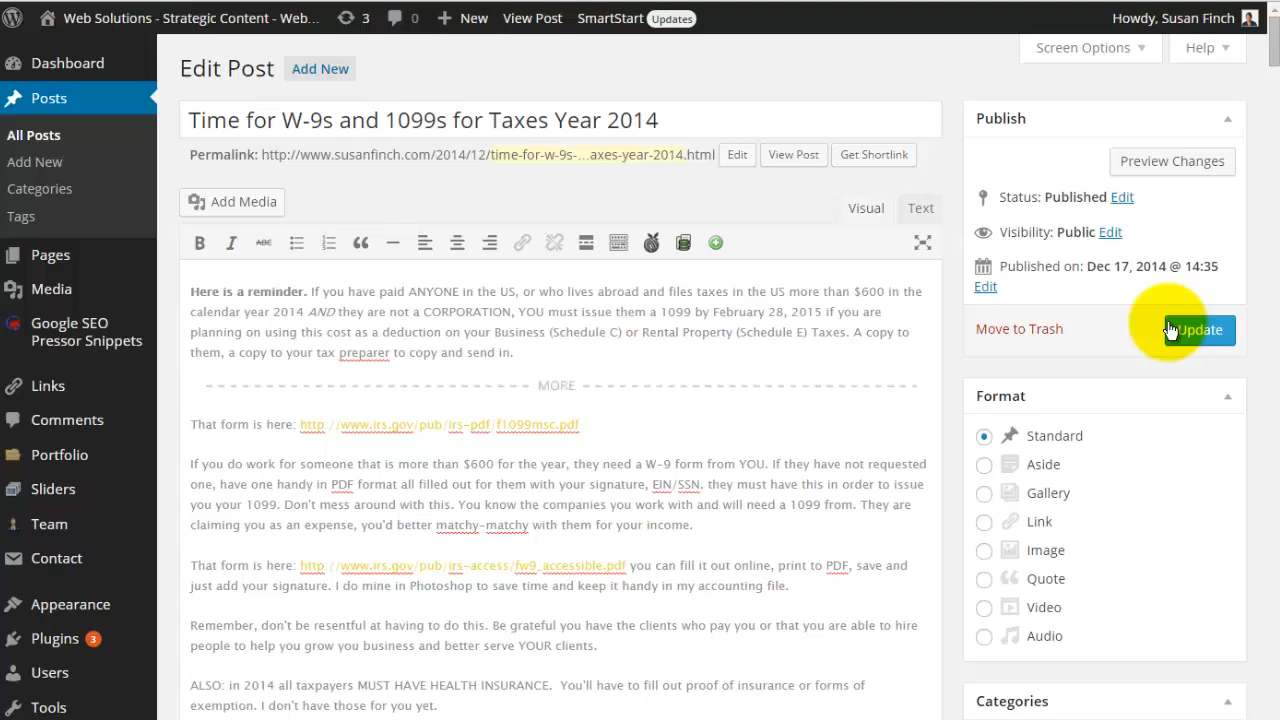 Web Solutions - Strategic Content - Web... 3 0 New View Post SmartStart Updates Howdy, Susan Finch
Screen Options Help
Dashboard
Posts
All Posts
Add New
Categories
Tags
Pages
Media
Google SEO
Pressor Snippets
Links
Comments
Portfolio
Sliders
Team
Contact
Appearance
Plugins 3
Users
Tools
Edit Post Add New
Time for W-9s and 1099s for Taxes Year 2014
Permalink: http://www.susanfinch.com/2014/12/time-for-w-9s-...axes-year-2014.html Edit View Post Get Shortlink
Add Media
Visual Text
B I ABC
Here is a reminder. If you have paid ANYONE in the US, or who lives abroad and files taxes in the US more than $600 in the
calendar year 2014 AND they are not a CORPORATION, YOU must issue them a 1099 by February 28, 2015 if you are
planning on using this cost as a deduction on your Business (Schedule C) or Rental Property (Schedule E) Taxes. A copy to
them, a copy to your tax preparer to copy and send in.
MORE
That form is here: http://www.irs.gov/pub/irs-pdf/f1099msc.pdf
If you do work for someone that is more than $600 for the year, they need a W-9 form from YOU. If they have not requested
one, have one handy in PDF format all filled out for them with your signature, EIN/SSN. they must have this in order to issue
you your 1099. Don't mess around with this. You know the companies you work with and will need a 1099 from. They are
claiming you as an expense, you'd better matchy-matchy with them for your income.
That form is here: http://www.irs.gov/pub/irs-access/fw9_accessible.pdf you can fill it out online, print to PDF, save and
just add your signature. I do mine in Photoshop to save time and keep it handy in my accounting file.
Remember, don't be resentful at having to do this. Be grateful you have the clients who pay you or that you are able to hire
people to help you grow you business and better serve YOUR clients.
ALSO: in 2014 all taxpayers MUST HAVE HEALTH INSURANCE. You'll have to fill out proof of insurance or forms of
exemption. I don't have those for you yet.
Publish
Preview Changes
Status: Published Edit
Visibility: Public Edit
Published on: Dec 17, 2014 @ 14:35
Edit
Move to Trash Update
Format
Standard
Aside
Gallery
Link
Image
Quote
Video
Audio
Categories